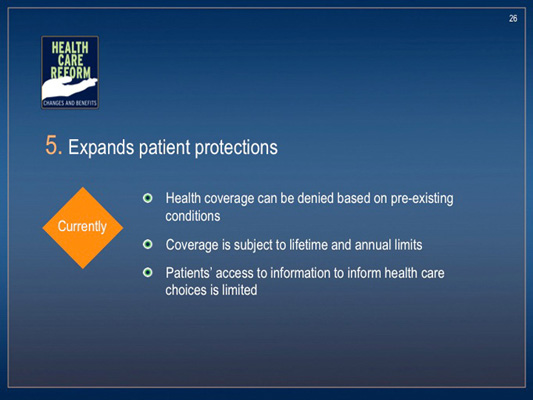 26
HEALTH
CARE
REFORM
CHANGES AND BENEFITS
5. Expands patient protections
Currently
Health coverage can be denied based on pre-existing
conditions
Coverage is subject to lifetime and annual limits
Patients' access to information to inform health care
choices is limited